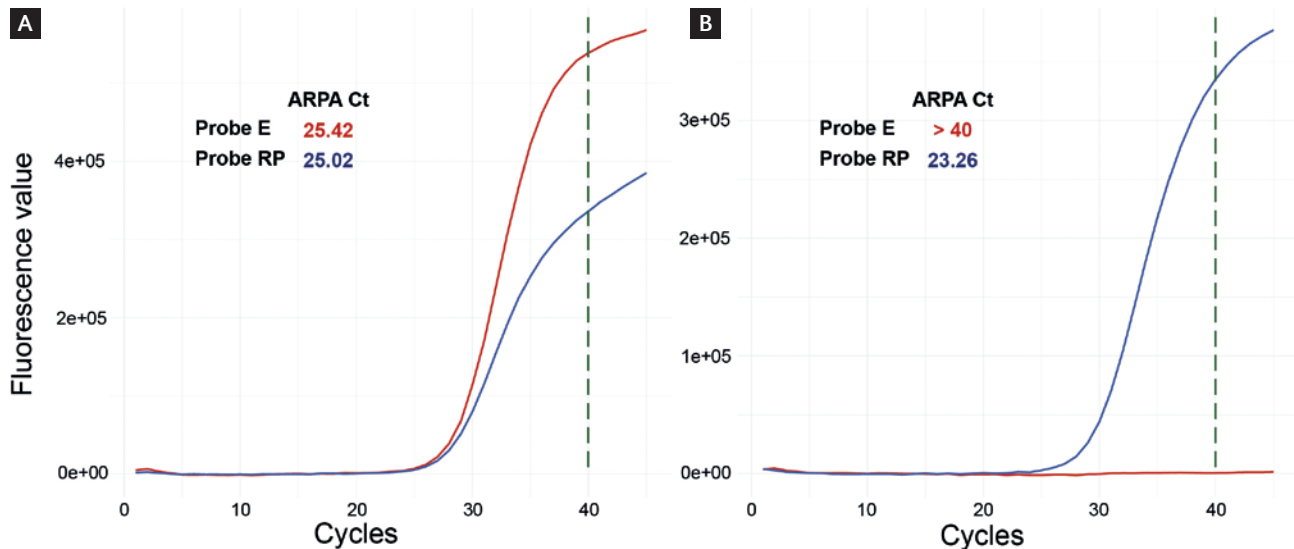 A
ARPA Ct
Probe E 25.42
Probe RP 25.02
Fluorescence value
4e+05
2e+05
0e+00
0 10 20 30 40
Cycles
B
ARPA Ct
Probe E > 40
Probe RP 23.26
3e+05
2e+05
1e+05
0e+00
0 10 20 30 40
Cycles